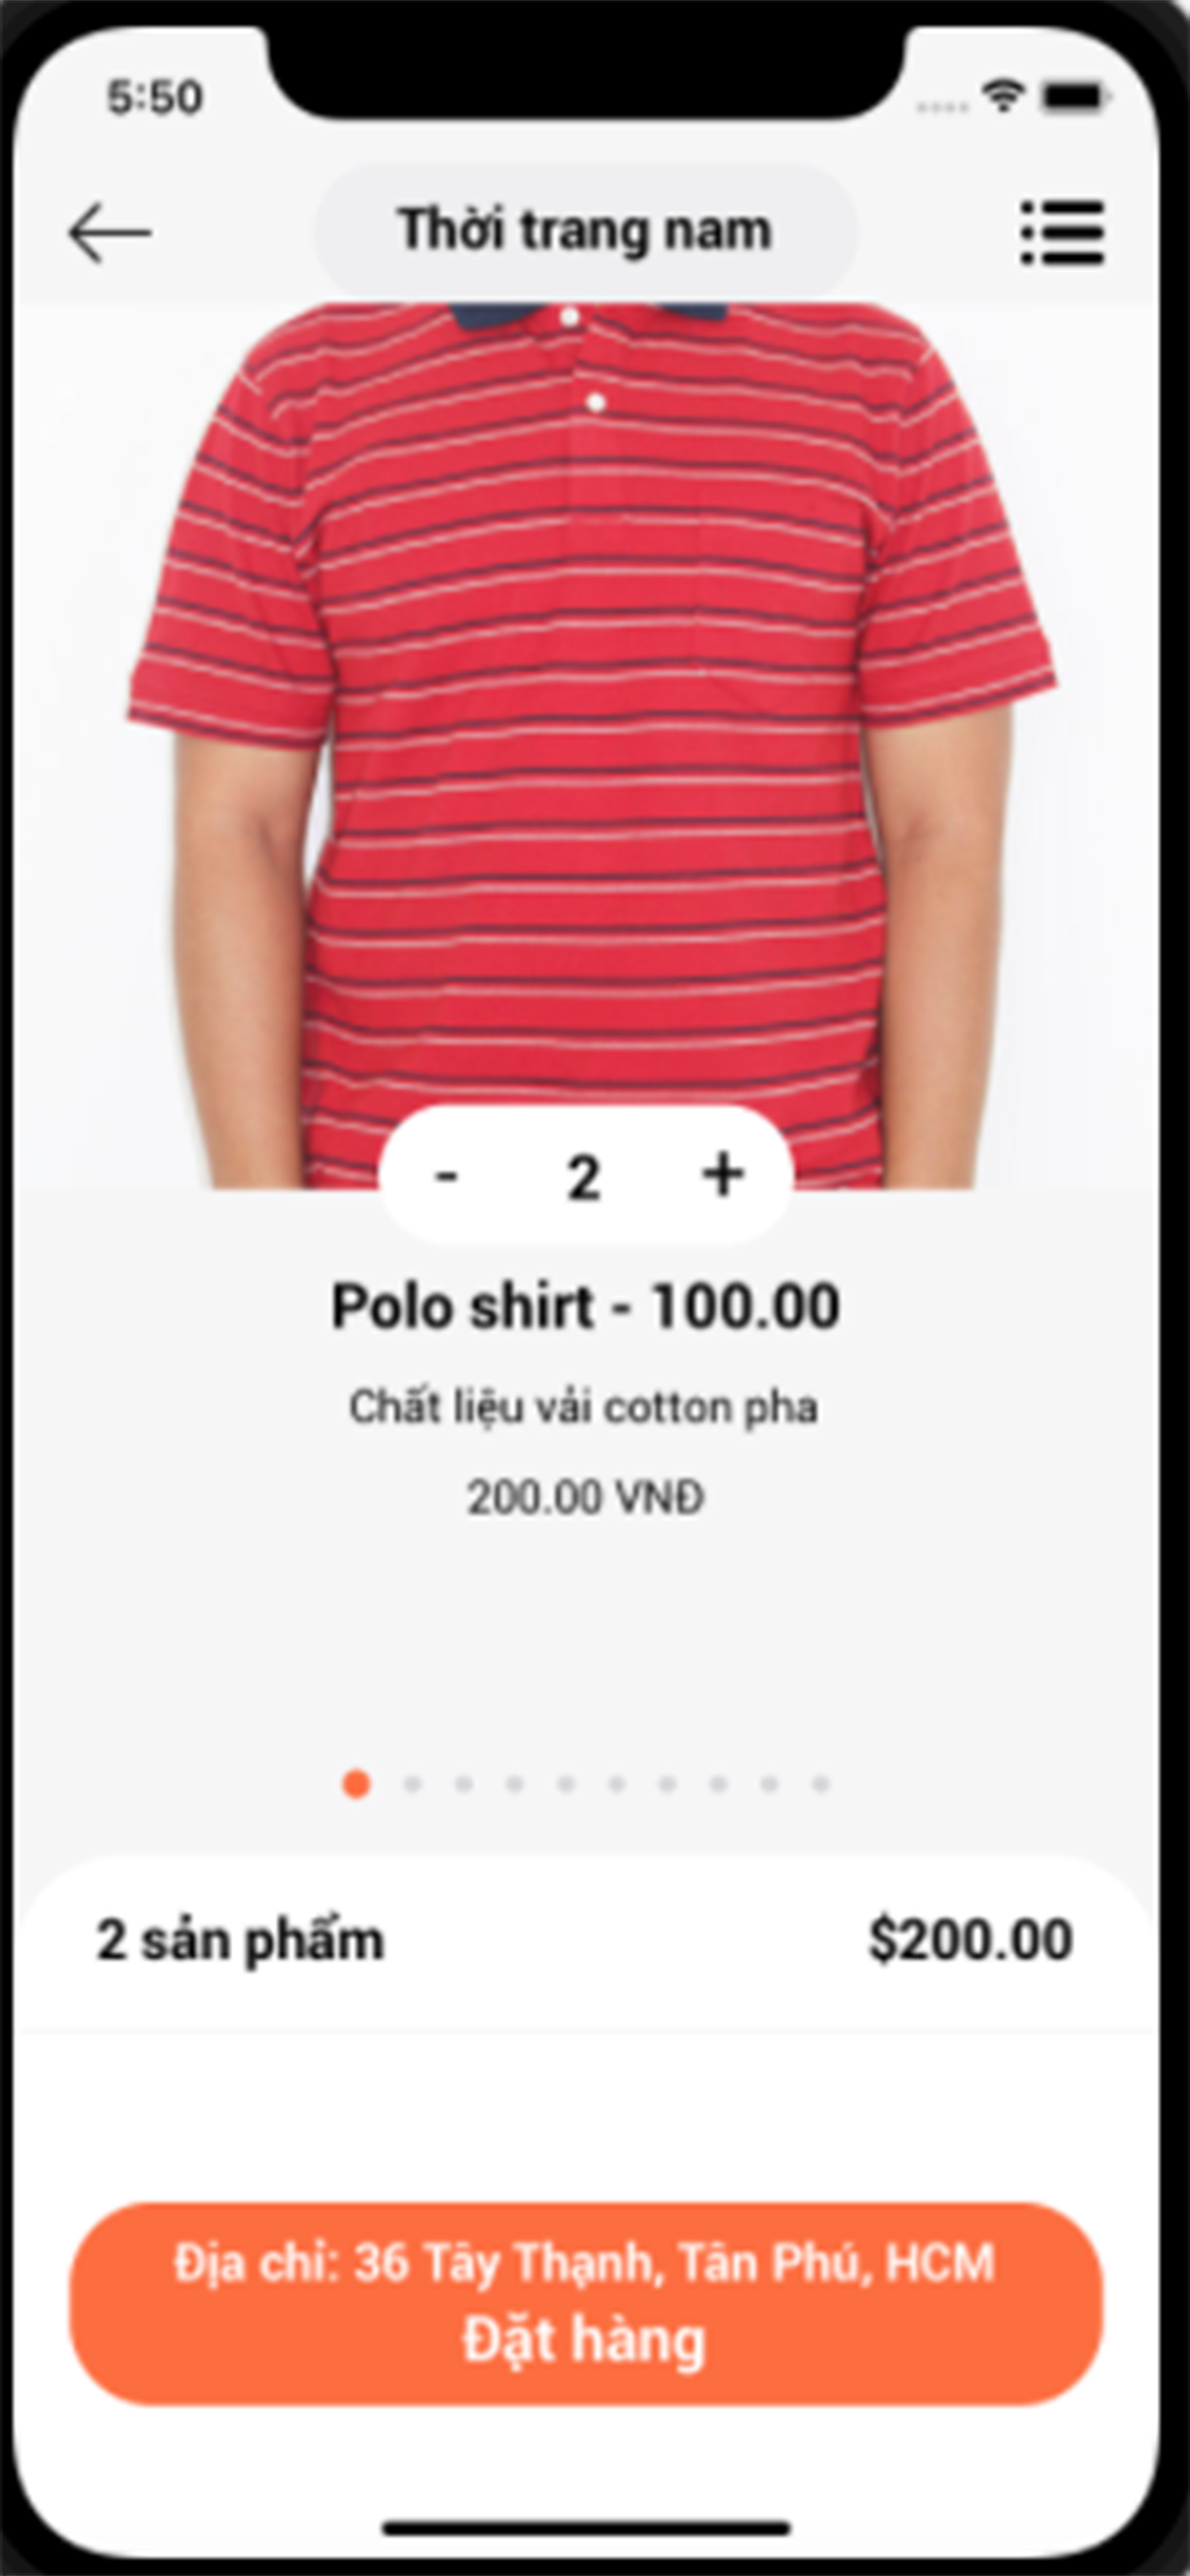 5:50
Thời trang nam
- 2 +
Polo shirt - 100.00
Chất liệu vải cotton pha
200.00 VNĐ
2 sản phẩm $200.00
Địa chỉ: 36 Tây Thạnh, Tân Phú, HCM
Đặt hàng